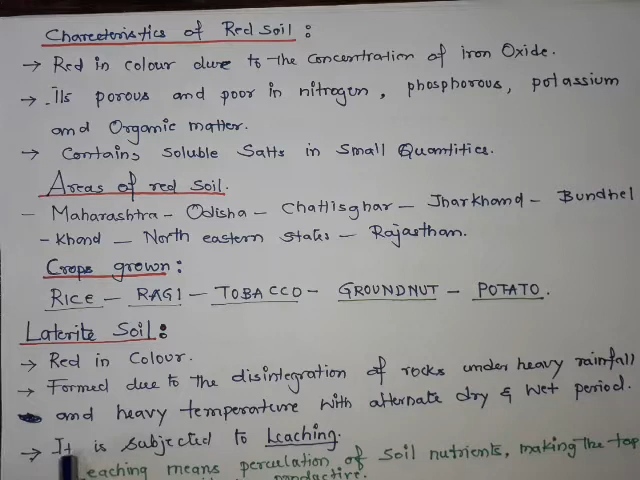 Charcteristics of Red Soil :
→ Red in colour due to the concentration of iron Oxide.
→ Its porous and poor in nitrogen, phosphorous, potassium
and Organic matter.
→ Contains Soluble Salts in Small Quantities.
Areas of red soil.
- Maharashtra - Odisha - Chattisghar - Jharkhand - Bundhel
- Khand - North eastern States - Rajasthan.
Crops grown :
RICE - RAGI - TOBACCO - GROUNDNUT - POTATO.
Laterite Soil :
→ Red in Colour.
→ Formed due to the disintegration of rocks under heavy rainfall
and heavy temperature with alternate dry & wet period.
→ It is subjected to Leaching.
eaching means perculation of Soil nutrients, making the top